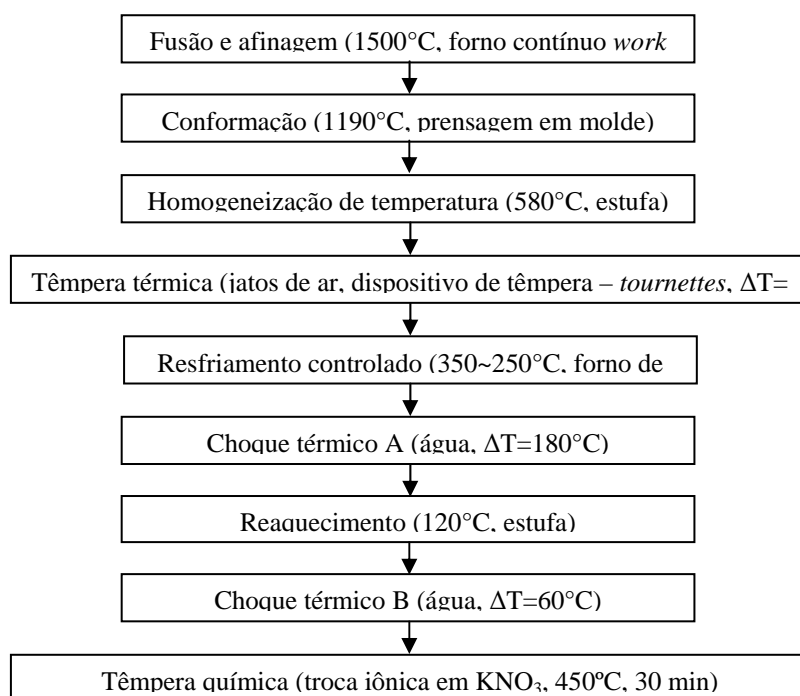 Fusão e afinagem (1500°C, forno contínuo work
Conformação (1190°C, prensagem em molde)
Homogeneização de temperatura (580°C, estufa)
Têmpera térmica (jatos de ar, dispositivo de têmpera – tournettes, ΔT=
Resfriamento controlado (350~250°C, forno de
Choque térmico A (água, ΔT=180°C)
Reaquecimento (120°C, estufa)
Choque térmico B (água, ΔT=60°C)
Têmpera química (troca iônica em KNO₃, 450ºC, 30 min)